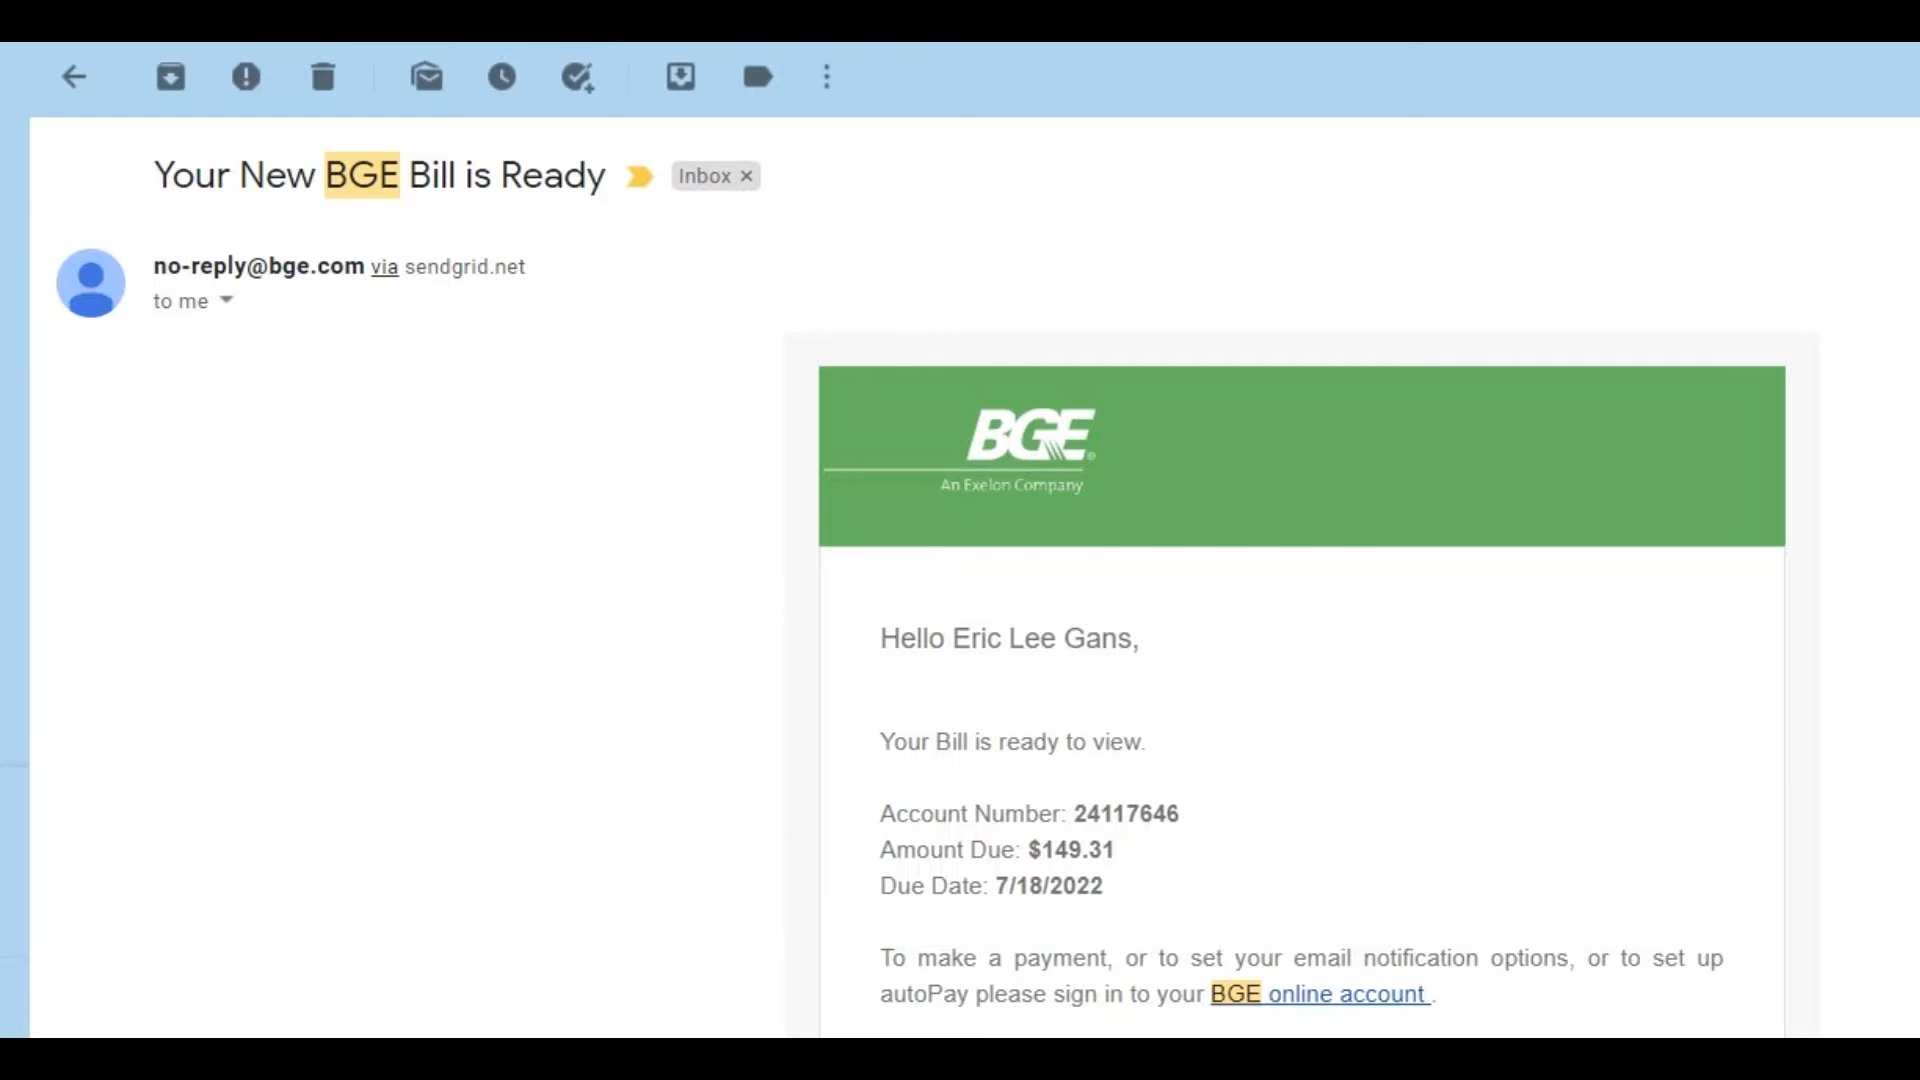 Your New BGE Bill is Ready
Inbox ×
no-reply@bge.com via sendgrid.net
to me
BGE®
An Exelon Company
Hello Eric Lee Gans,
Your Bill is ready to view.
Account Number: 24117646
Amount Due: $149.31
Due Date: 7/18/2022
To make a payment, or to set your email notification options, or to set up
autoPay please sign in to your BGE online account .